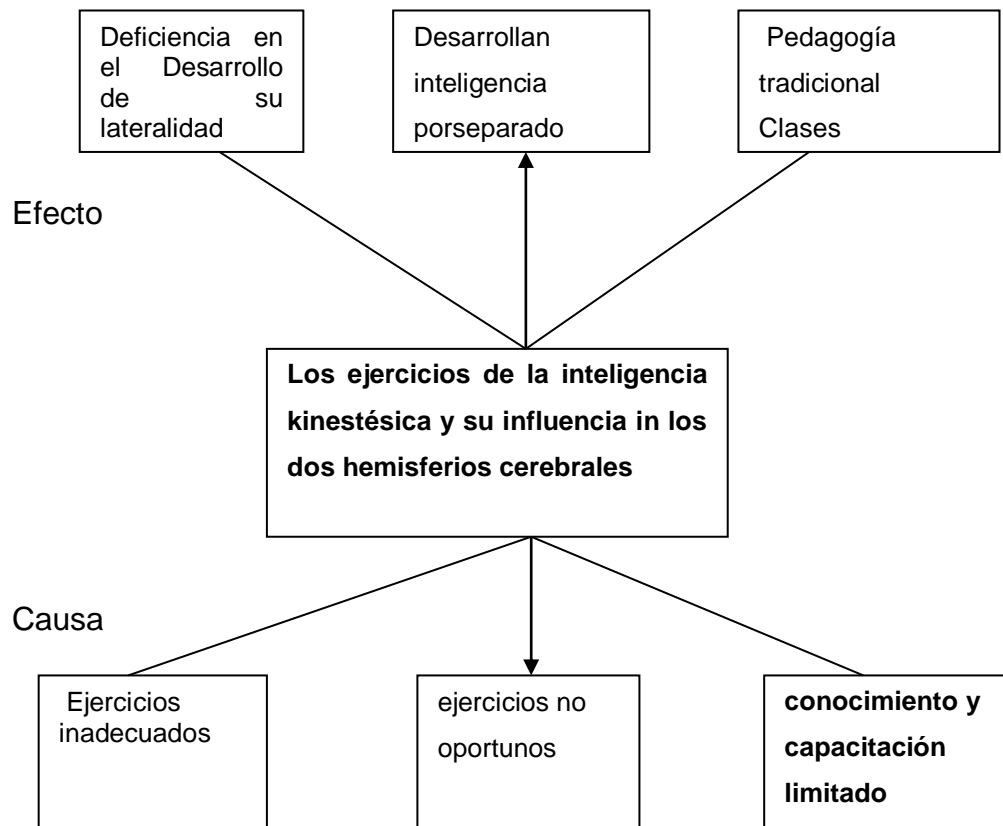 Deficiencia en
el Desarrollo
de su
lateralidad
Desarrollan
inteligencia
porseparado
Pedagogía
tradicional
Clases
Efecto
Los ejercicios de la inteligencia
kinestésica y su influencia in los
dos hemisferios cerebrales
Causa
Ejercicios
inadecuados
ejercicios no
oportunos
conocimiento y
capacitación
limitado